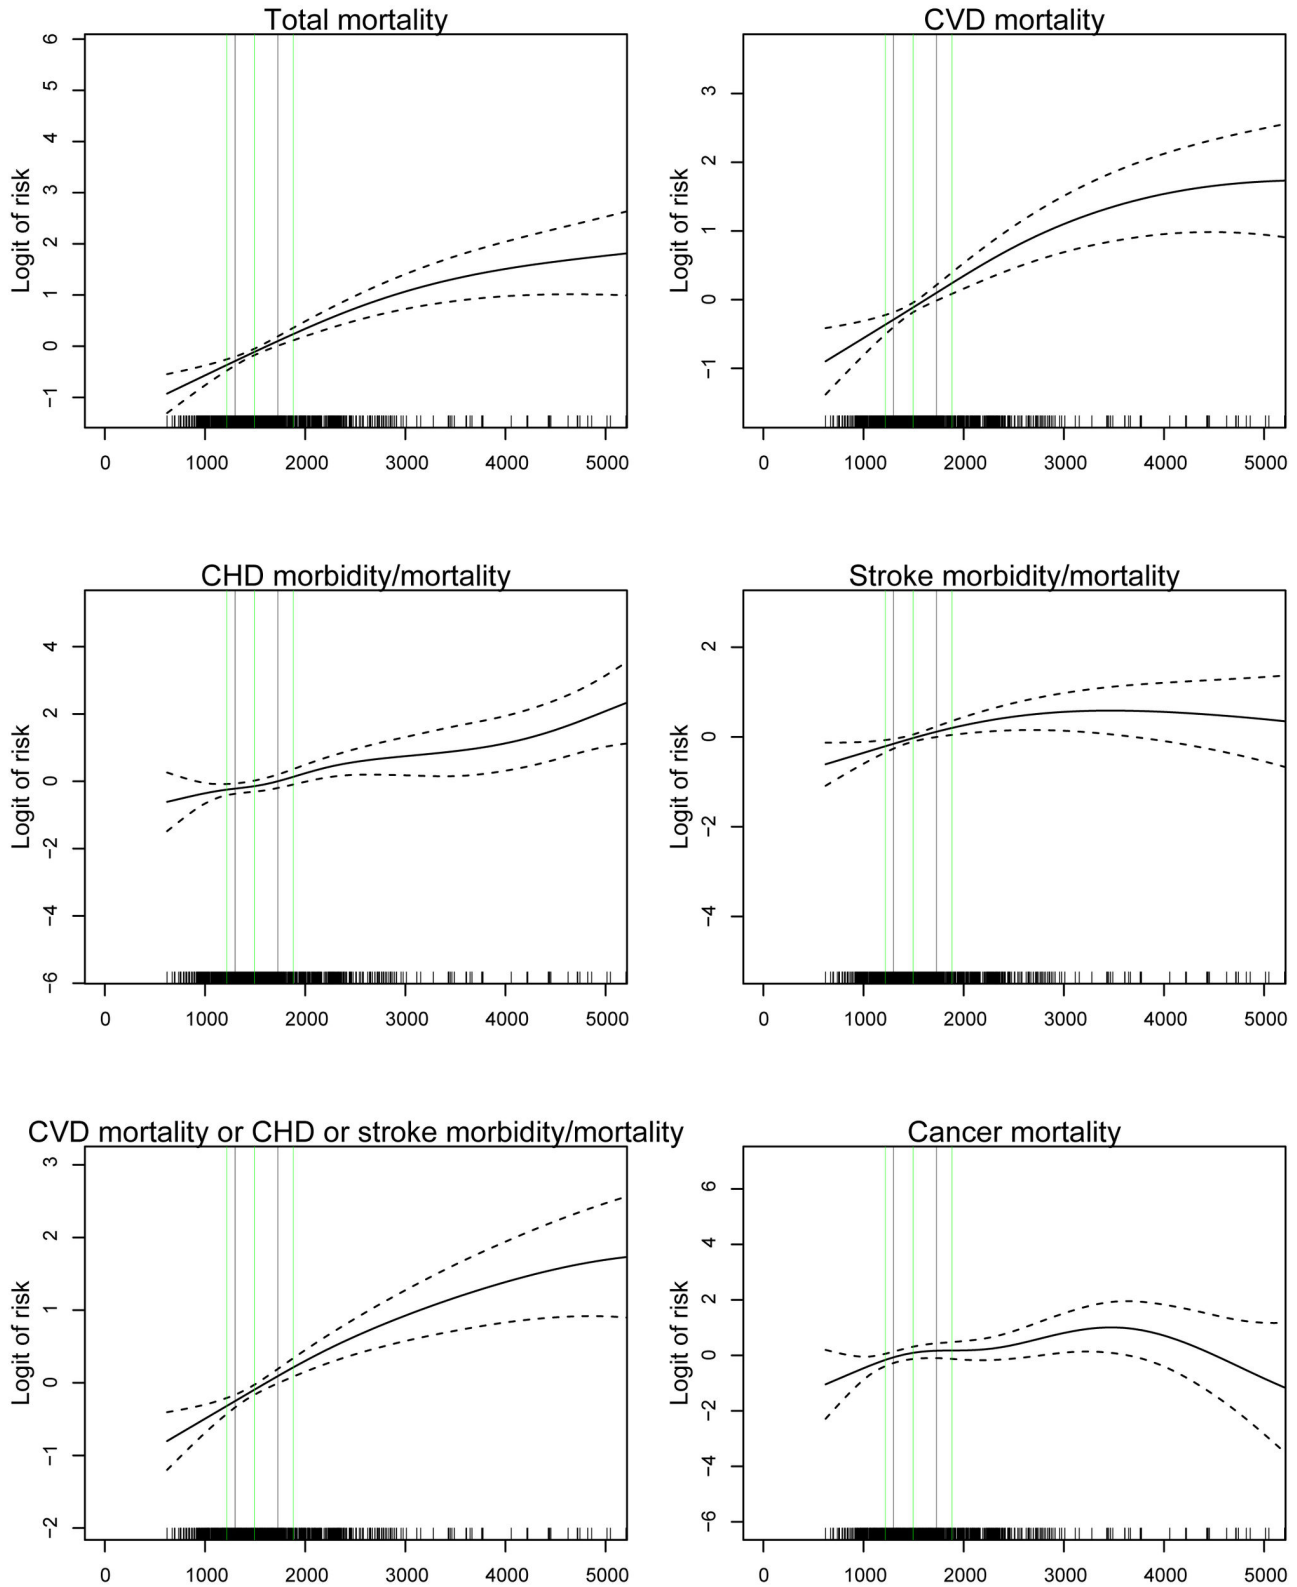 Total mortality
Logit of risk
6
5
4
3
2
1
0
−1
0 1000 2000 3000 4000 5000
CVD mortality
Logit of risk
3
2
1
0
−1
0 1000 2000 3000 4000 5000
CHD morbidity/mortality
Logit of risk
4
2
0
−2
−4
−6
0 1000 2000 3000 4000 5000
Stroke morbidity/mortality
Logit of risk
2
0
−2
−4
0 1000 2000 3000 4000 5000
CVD mortality or CHD or stroke morbidity/mortality
Logit of risk
3
2
1
0
−1
−2
0 1000 2000 3000 4000 5000
Cancer mortality
Logit of risk
6
4
2
0
−2
−4
−6
0 1000 2000 3000 4000 5000